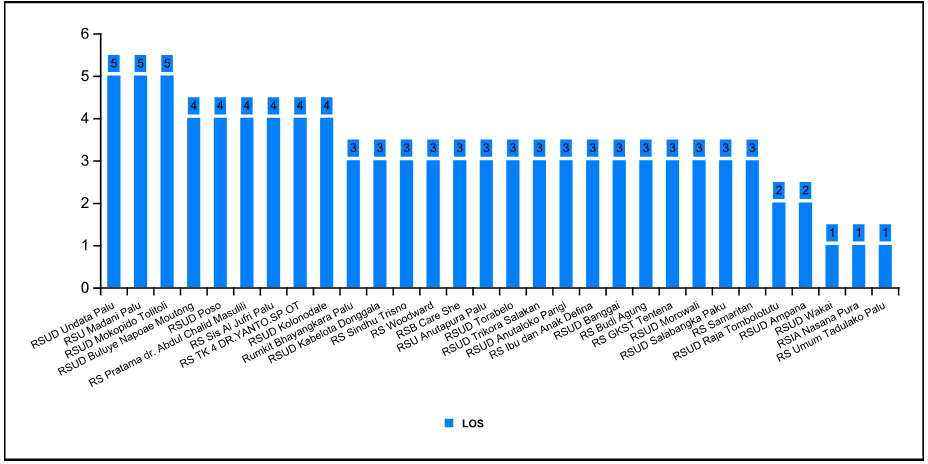 6
5
4
3
2
1
0
5 5 5 4 4 4 4 4 4 3 3 3 3 3 3 3 3 3 3 3 3 3 3 3 3 2 2 1 1 1
RSUD Undata Palu
RSU Madani Palu
RSUD Mokopido Tolitoli
RSUD Buluye Napoae Moutong
RSUD Poso
RS Pratama dr. Abdul Chalid Masulili
RS Sis Al Jufri Palu
RS TK 4 DR.YANTO SP.OT
RSUD Kolonodale
Rumkit Bhayangkara Palu
RSUD Kabelota Donggala
RS Sindhu Trisno
RS Woodward
RSB Care She
RSU Anutapura Palu
RSUD Torabelo
RSUD Trikora Salakan
RSUD Anutaloko Parigi
RS Ibu dan Anak Defina
RSUD Banggai
RS Budi Agung
RS GKST Tentena
RSUD Morowali
RSUD Salabangka Paku
RS Samaritan
RSUD Raja Tombolotutu
RSUD Ampana
RSUD Wakai
RSIA Nasana Pura
RS Umum Tadulako Palu
LOS